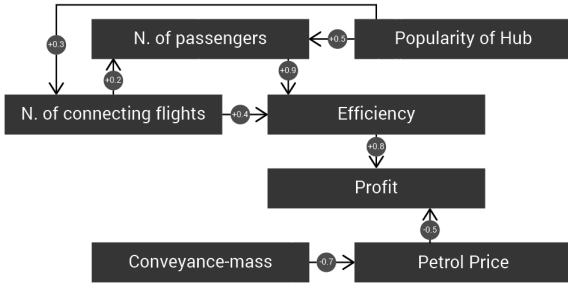 N. of passengers
+0.5
Popularity of Hub
+0.3
+0.2
+0.9
N. of connecting flights
+0.4
Efficiency
+0.8
Profit
-0.5
Conveyance-mass
-0.7
Petrol Price